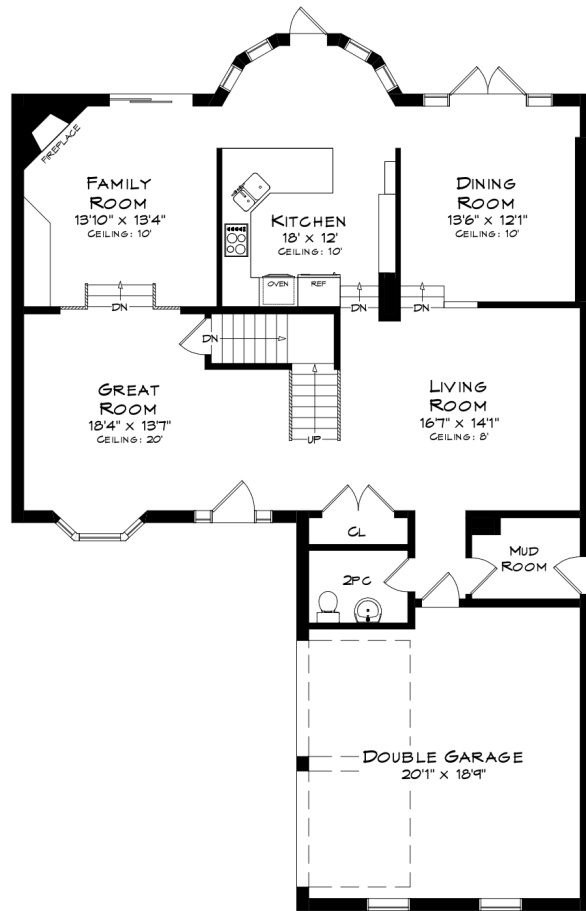 FIREPLACE
FAMILY
ROOM
13'10" x 13'4"
CEILING: 10'
KITCHEN
18' x 12'
CEILING: 10'
DINING
ROOM
13'6" x 12'1"
CEILING: 10'
OVEN
REF
DN
DN
DN
DN
GREAT
ROOM
18'4" x 13'7"
CEILING: 20'
UP
LIVING
ROOM
16'7" x 14'1"
CEILING: 8'
CL
MUD
ROOM
2PC
DOUBLE GARAGE
20'1" x 18'9"